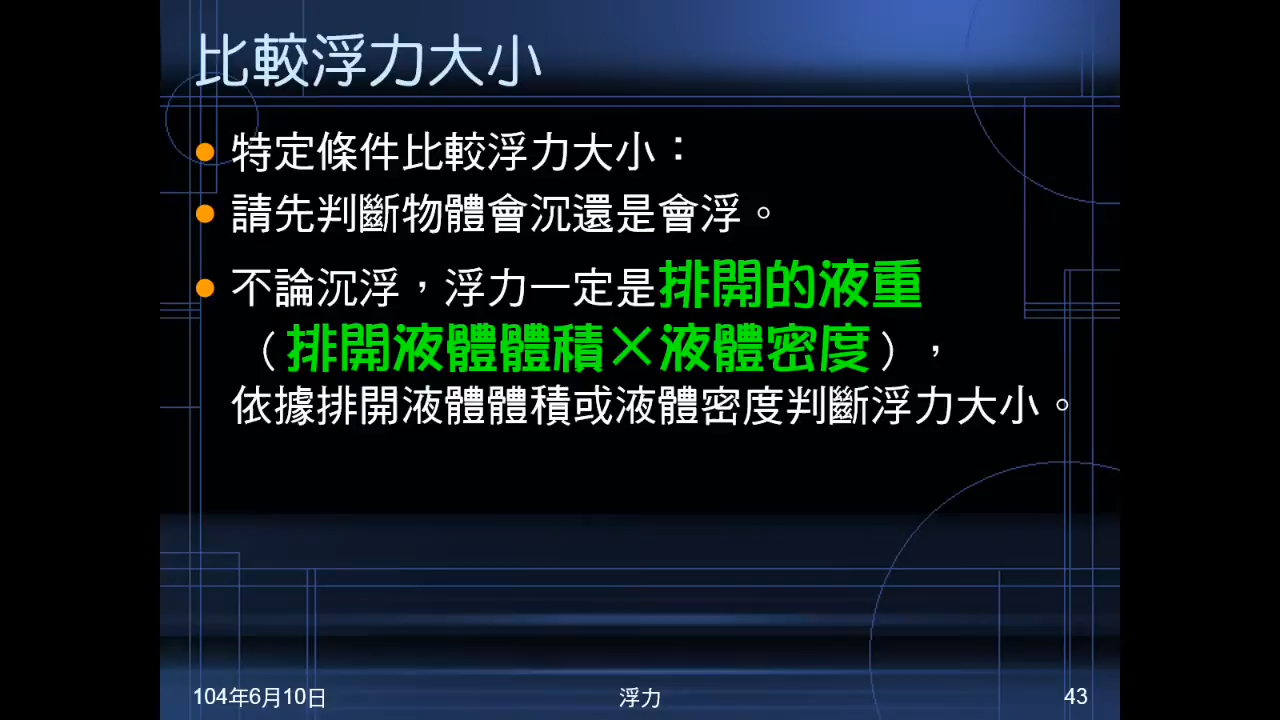 比較浮力大小
特定條件比較浮力大小：
請先判斷物體會沉還是會浮。
不論沉浮，浮力一定是排開的液重
（排開液體體積×液體密度），
依據排開液體體積或液體密度判斷浮力大小。
104年6月10日
浮力
43